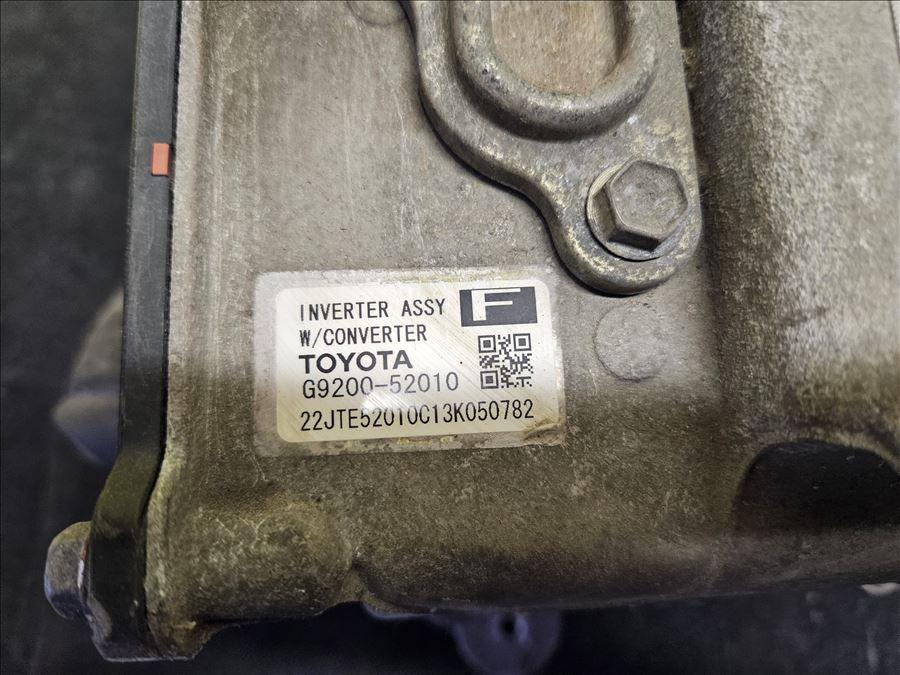 INVERTER ASSY F
W/CONVERTER
TOYOTA
G9200-52010
22JTE52010C13K050782